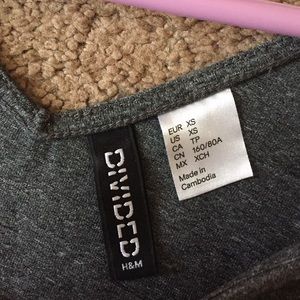 DIVIDED
H&M
EUR XS
US XS
CA TP
CN 160/80A
MX XCH
Made in
Cambodia